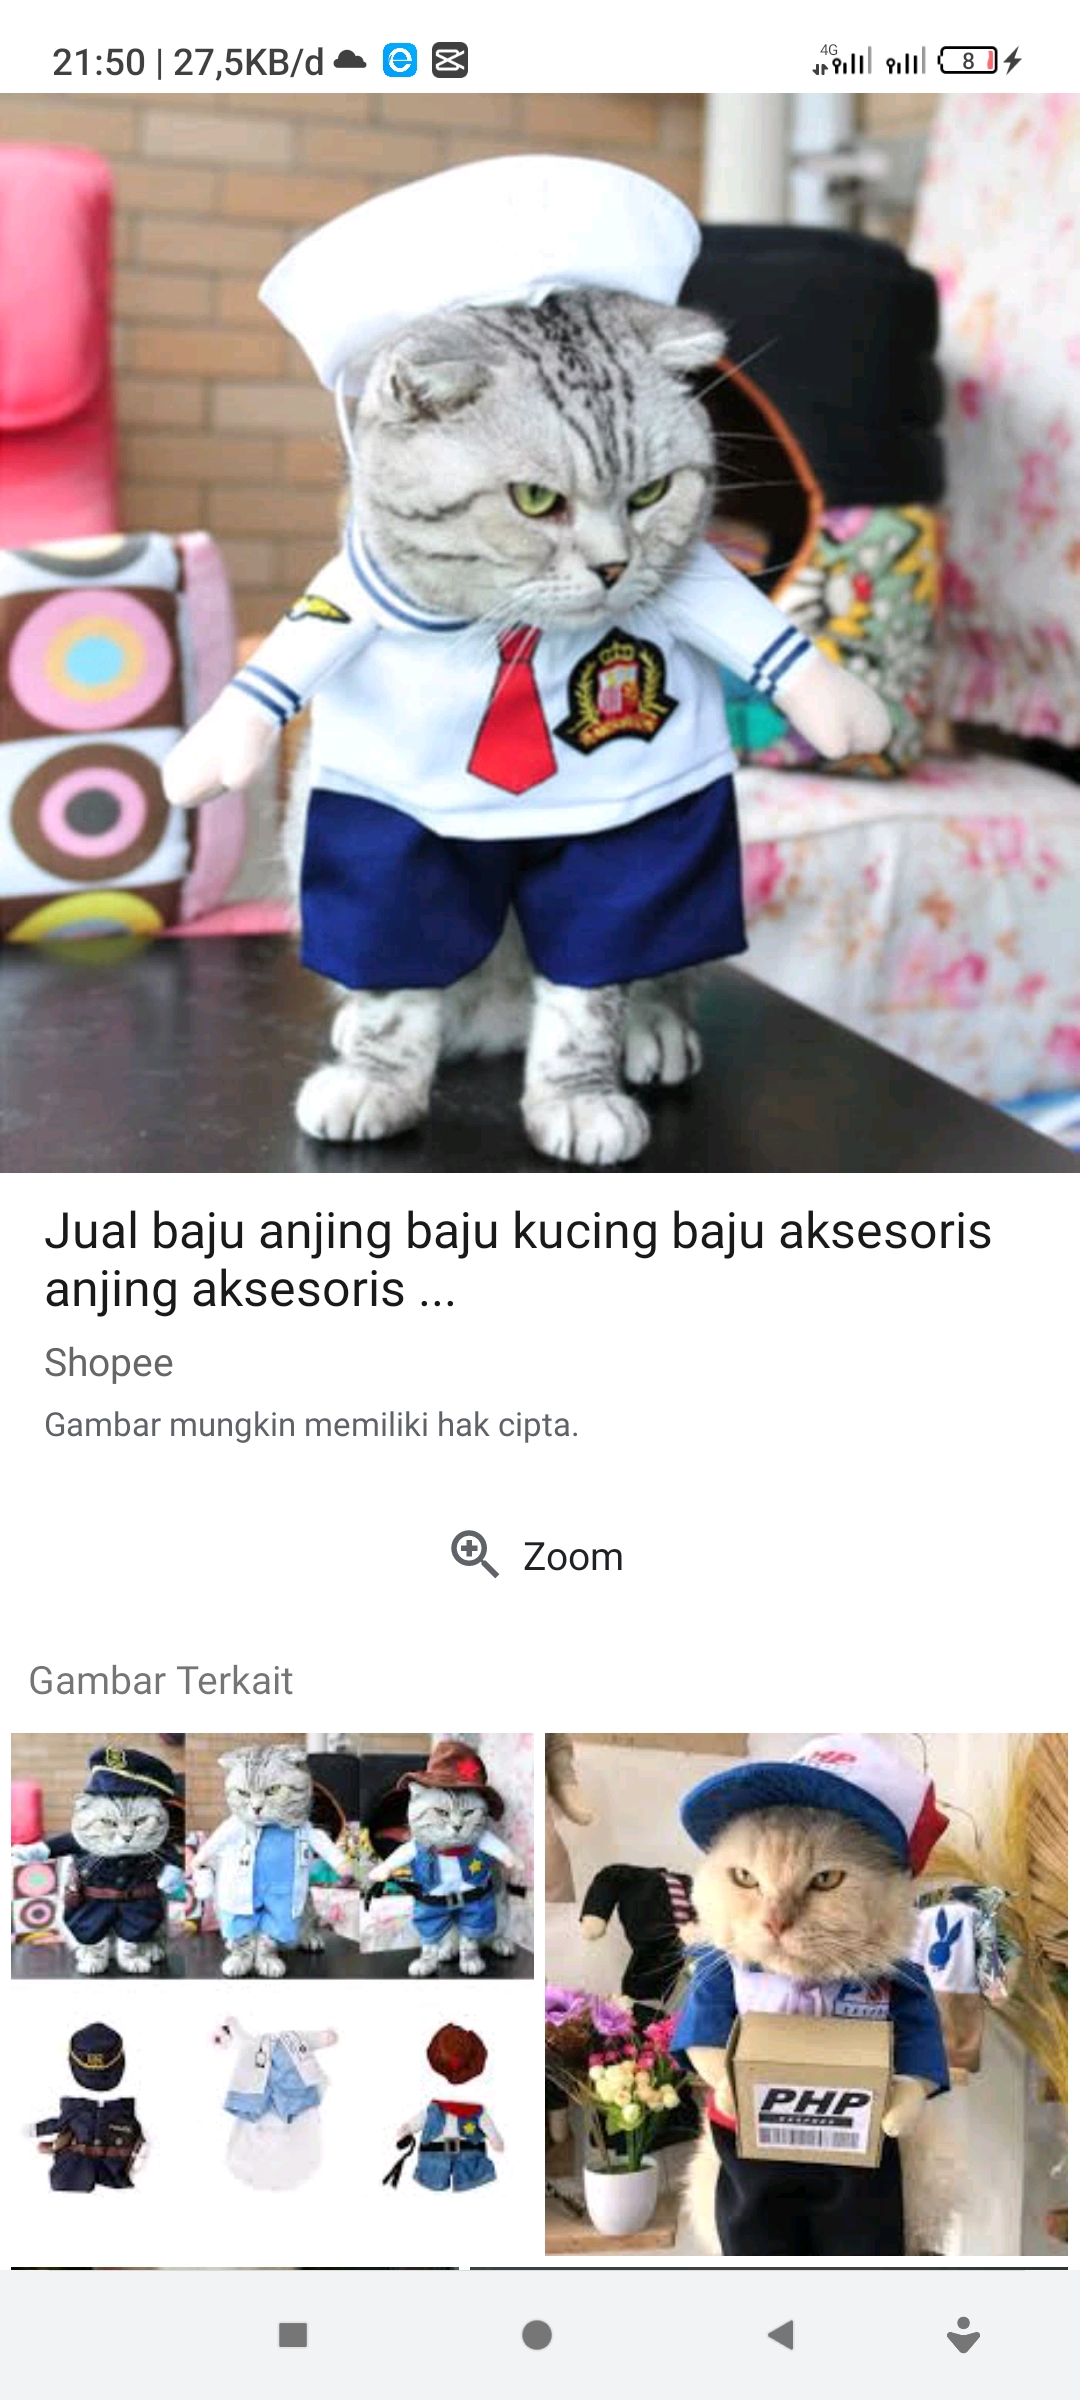 21:50 | 27,5KB/d
4G
8
Jual baju anjing baju kucing baju aksesoris
anjing aksesoris ...
Shopee
Gambar mungkin memiliki hak cipta.
Zoom
Gambar Terkait
PHP